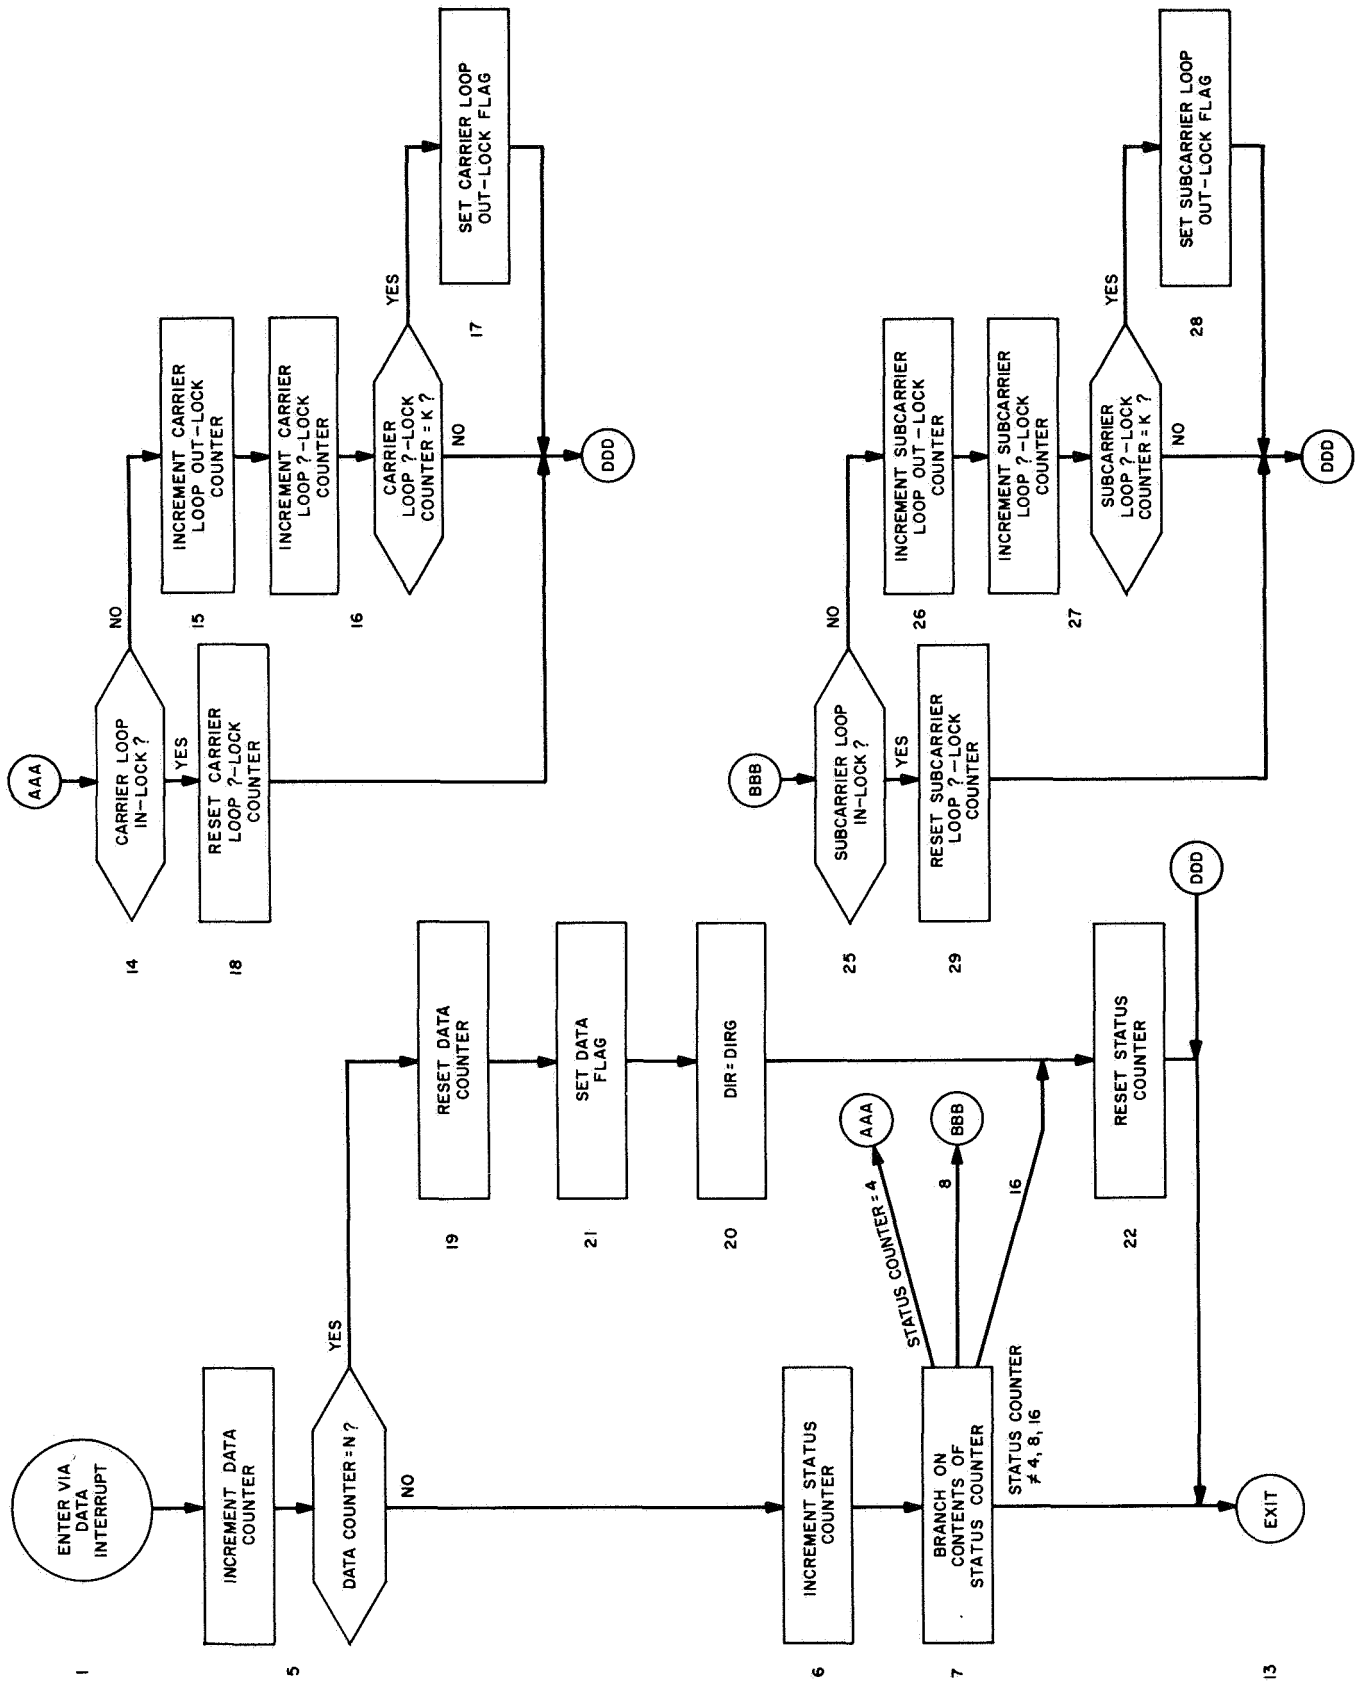 1
ENTER VIA
DATA
INTERRUPT
5
INCREMENT DATA
COUNTER
DATA COUNTER = N ?
YES
NO
19
RESET DATA
COUNTER
21
SET DATA
FLAG
20
DIR = DIRG
6
INCREMENT STATUS
COUNTER
7
BRANCH ON
CONTENTS OF
STATUS COUNTER
STATUS COUNTER = 4
AAA
8
BBB
16
STATUS COUNTER
≠ 4, 8, 16
22
RESET STATUS
COUNTER
DDD
13
EXIT
AAA
14
CARRIER LOOP
IN-LOCK ?
NO
YES
18
RESET CARRIER
LOOP ?-LOCK
COUNTER
15
INCREMENT CARRIER
LOOP OUT-LOCK
COUNTER
16
INCREMENT CARRIER
LOOP ?-LOCK
COUNTER
CARRIER
LOOP ?-LOCK
COUNTER = K ?
YES
NO
17
SET CARRIER LOOP
OUT-LOCK FLAG
DDD
BBB
25
SUBCARRIER LOOP
IN-LOCK ?
NO
YES
29
RESET SUBCARRIER
LOOP ?-LOCK
COUNTER
26
INCREMENT SUBCARRIER
LOOP OUT-LOCK
COUNTER
27
INCREMENT SUBCARRIER
LOOP ?-LOCK
COUNTER
SUBCARRIER
LOOP ?-LOCK
COUNTER = K ?
YES
NO
28
SET SUBCARRIER LOOP
OUT-LOCK FLAG
DDD